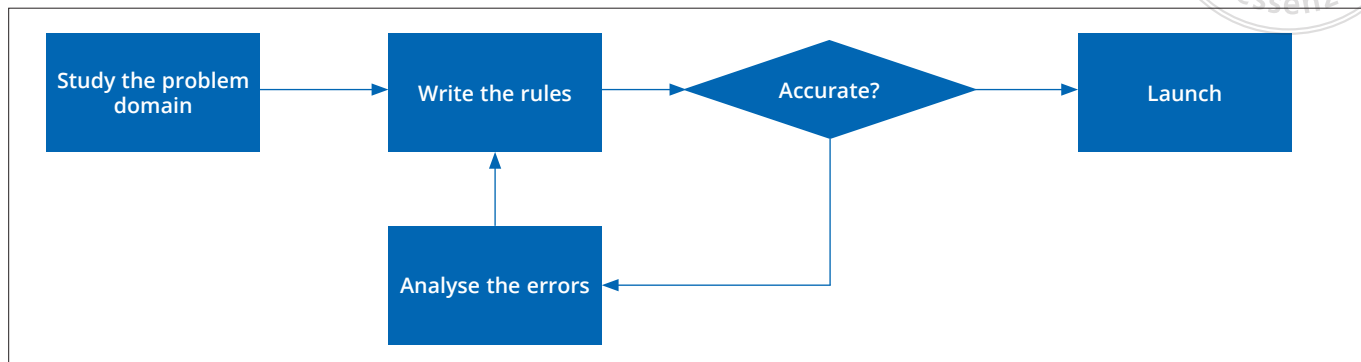 Study the problem
domain
Write the rules
Accurate?
Launch
Analyse the errors